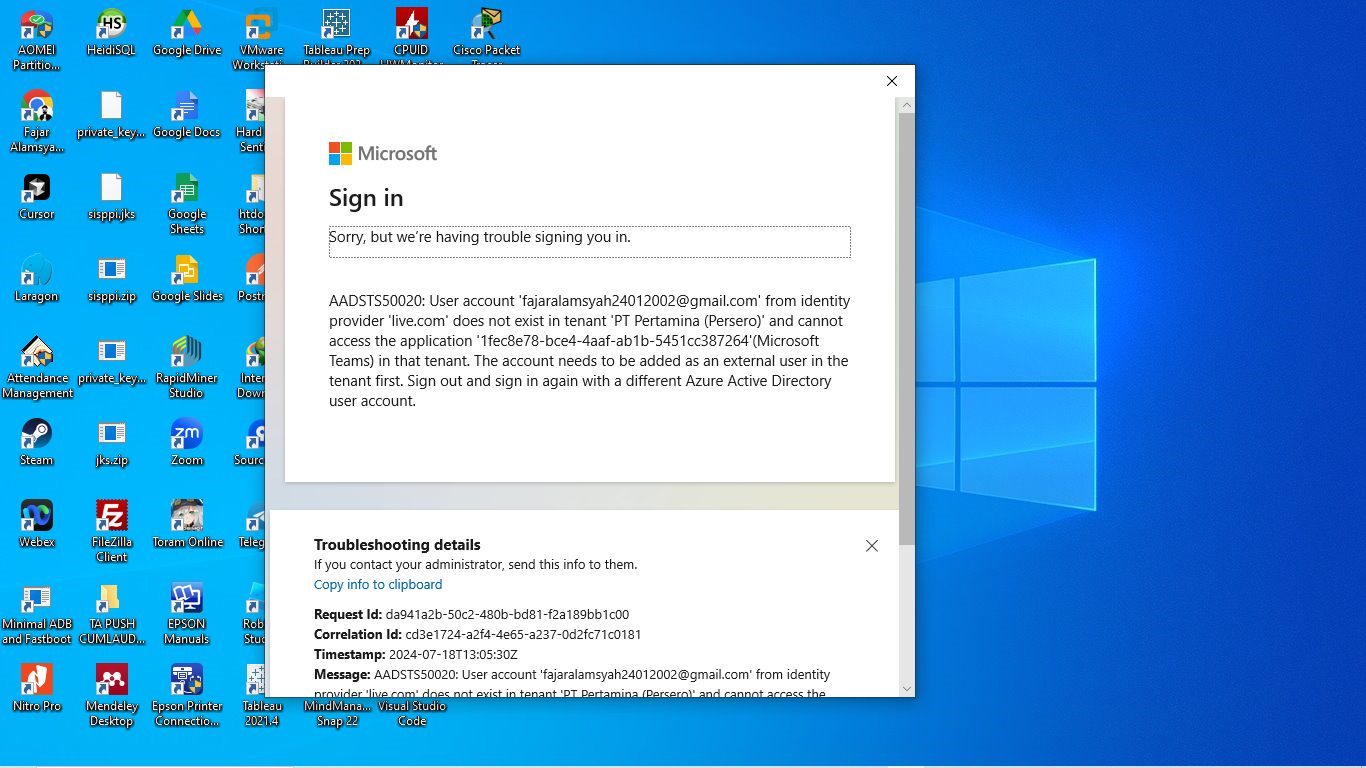 AOMEI
Partitio...
HeidiSQL
Google Drive
VMware
Workstati...
Tableau Prep
Builder 202...
CPUID
HWMonitor
Cisco Packet
Tracer
Fajar
Alamsya...
private_key...
Google Docs
Hard
Senti
Cursor
sisppi.jks
Google
Sheets
htdo
Shor
Laragon
sisppi.zip
Google Slides
Postr
Attendance
Management
private_key...
RapidMiner
Studio
Inter
Down
Steam
jks.zip
Zoom
Sourc
Webex
FileZilla
Client
Toram Online
Teleg
Minimal ADB
and Fastboot
TA PUSH
CUMLAUD...
EPSON
Manuals
Rob
Stud
Nitro Pro
Mendeley
Desktop
Epson Printer
Connectio...
Tableau
2021.4
MindMana...
Snap 22
Visual Studio
Code
Microsoft
Sign in
Sorry, but we’re having trouble signing you in.
AADSTS50020: User account 'fajaralamsyah24012002@gmail.com' from identity
provider 'live.com' does not exist in tenant 'PT Pertamina (Persero)' and cannot
access the application '1fec8e78-bce4-4aaf-ab1b-5451cc387264'(Microsoft
Teams) in that tenant. The account needs to be added as an external user in the
tenant first. Sign out and sign in again with a different Azure Active Directory
user account.
Troubleshooting details
If you contact your administrator, send this info to them.
Copy info to clipboard
Request Id: da941a2b-50c2-480b-bd81-f2a189bb1c00
Correlation Id: cd3e1724-a2f4-4e65-a237-0d2fc71c0181
Timestamp: 2024-07-18T13:05:30Z
Message: AADSTS50020: User account 'fajaralamsyah24012002@gmail.com' from identity
provider 'live.com' does not exist in tenant 'PT Pertamina (Persero)' and cannot access the